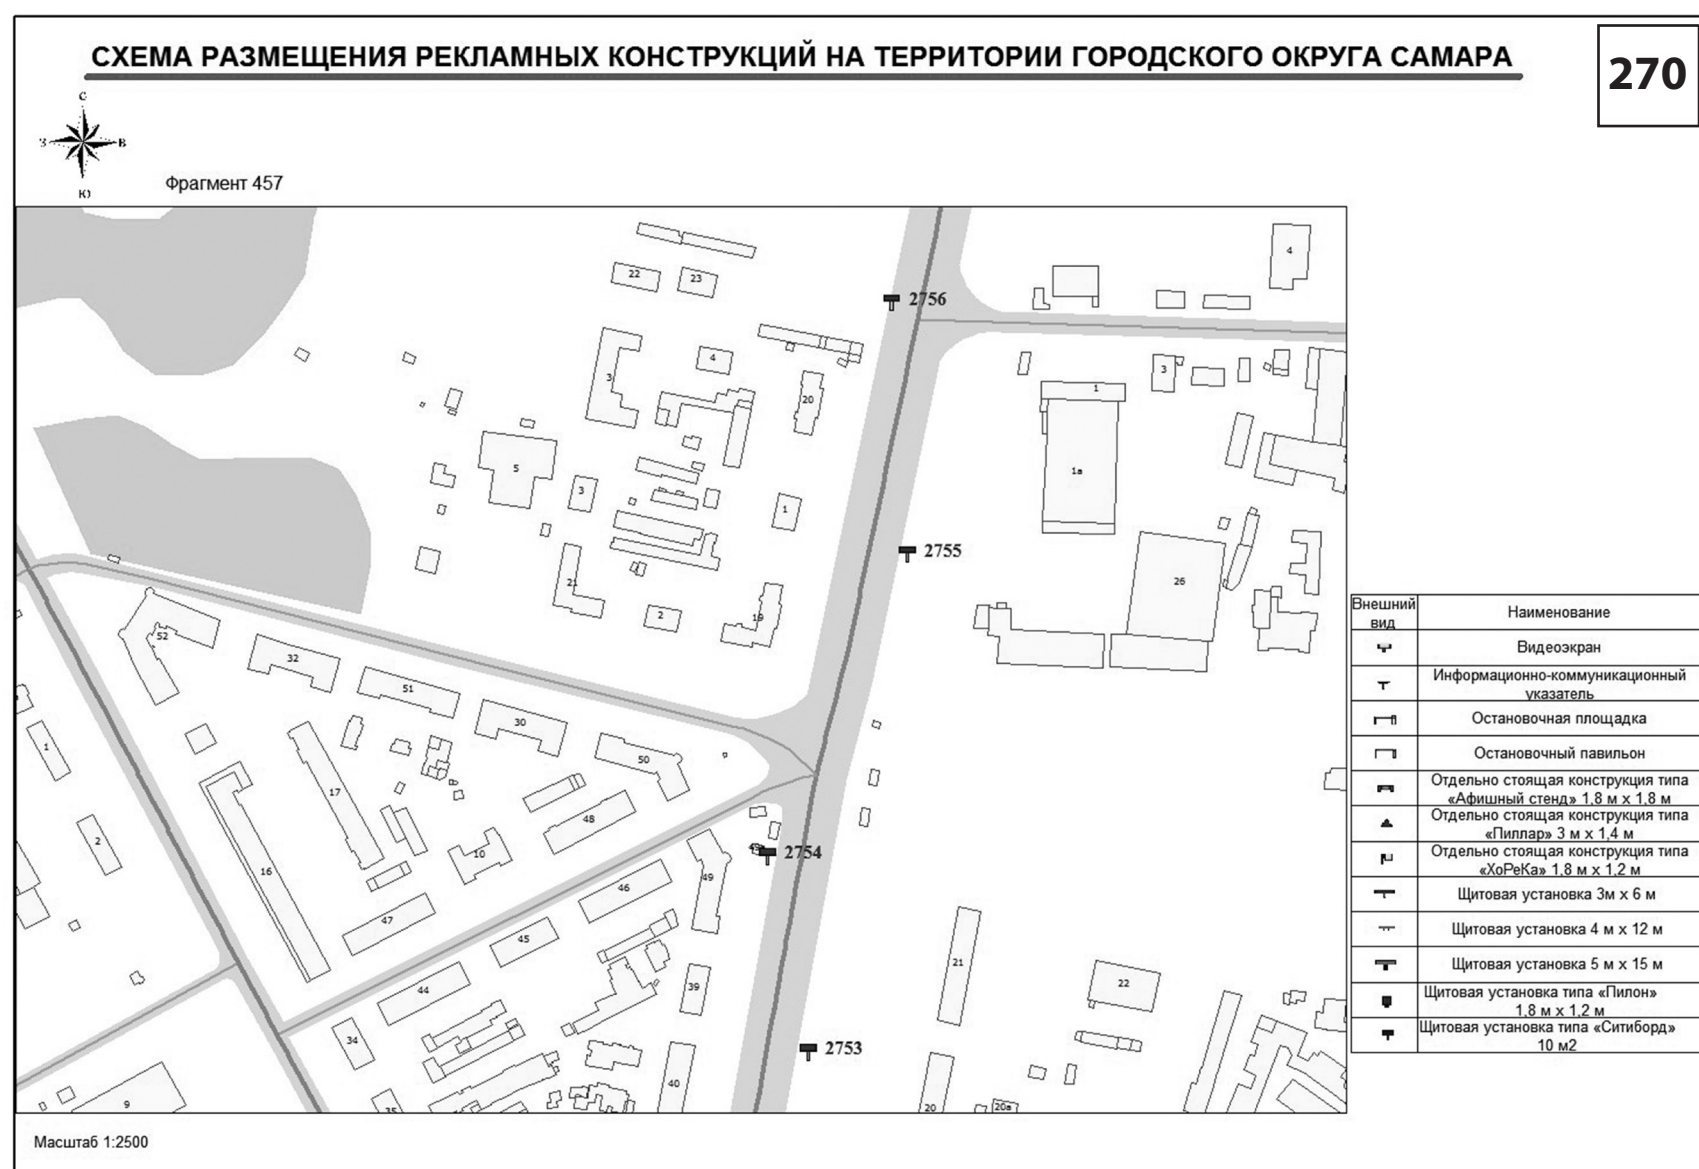 СХЕМА РАЗМЕЩЕНИЯ РЕКЛАМНЫХ КОНСТРУКЦИЙ НА ТЕРРИТОРИИ ГОРОДСКОГО ОКРУГА САМАРА
270
С
З
В
Ю
Фрагмент 457
4
22
23
2756
4
3
20
3
1
1а
5
3
1
2755
26
21
2
19
52
32
51
30
50
1
17
48
2
10
2754
16
49
46
47
45
21
22
44
39
34
2753
40
9
35
20
20а
Внешний
вид
Наименование
Видеоэкран
Информационно-коммуникационный
указатель
Остановочная площадка
Остановочный павильон
Отдельно стоящая конструкция типа
«Афишный стенд» 1,8 м x 1,8 м
Отдельно стоящая конструкция типа
«Пиллар» 3 м x 1,4 м
Отдельно стоящая конструкция типа
«ХоРеКа» 1,8 м x 1,2 м
Щитовая установка 3м x 6 м
Щитовая установка 4 м x 12 м
Щитовая установка 5 м x 15 м
Щитовая установка типа «Пилон»
1,8 м x 1,2 м
Щитовая установка типа «Ситиборд»
10 м2
Масштаб 1:2500